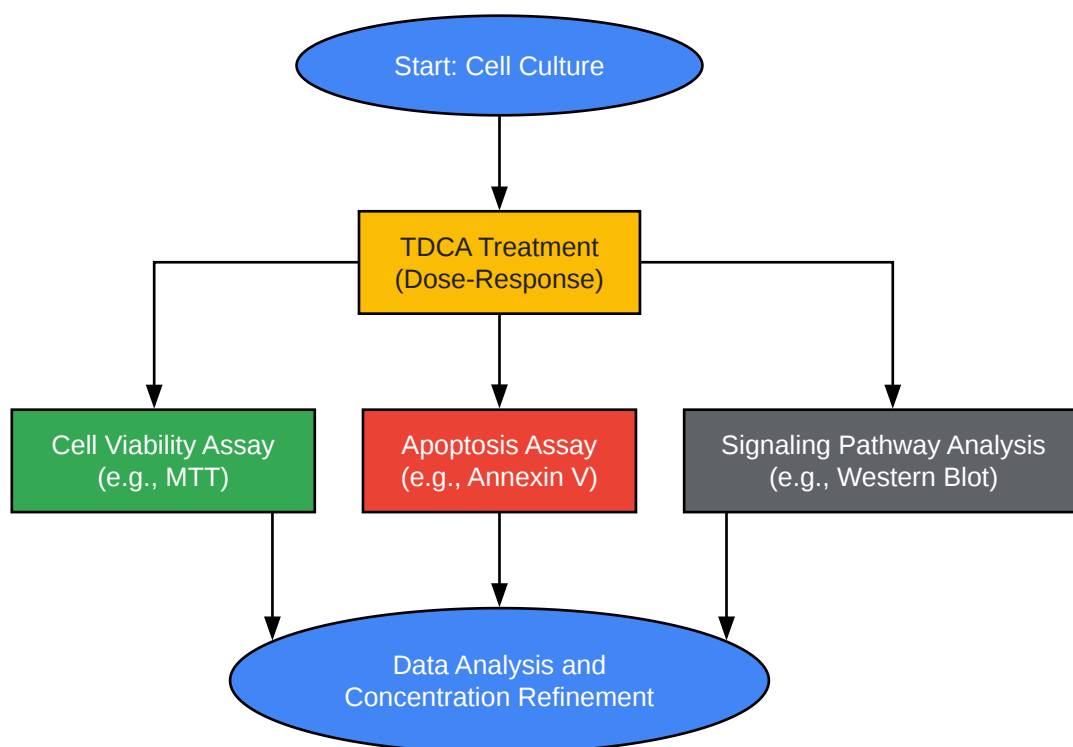 Start: Cell Culture
TDCA Treatment
(Dose-Response)
Cell Viability Assay
(e.g., MTT)
Apoptosis Assay
(e.g., Annexin V)
Signaling Pathway Analysis
(e.g., Western Blot)
Data Analysis and
Concentration Refinement